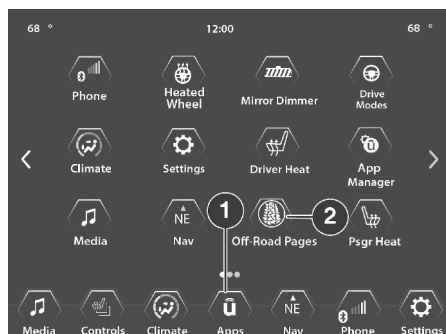 68 °
12:00
68 °
Phone
Heated
Wheel
Mirror Dimmer
Drive
Modes
Climate
Settings
Driver Heat
App
Manager
NE
1
2
Media
Nav
Off-Road Pages
Psgr Heat
û
NE
Media
Controls
Climate
Apps
Nav
Phone
Settings